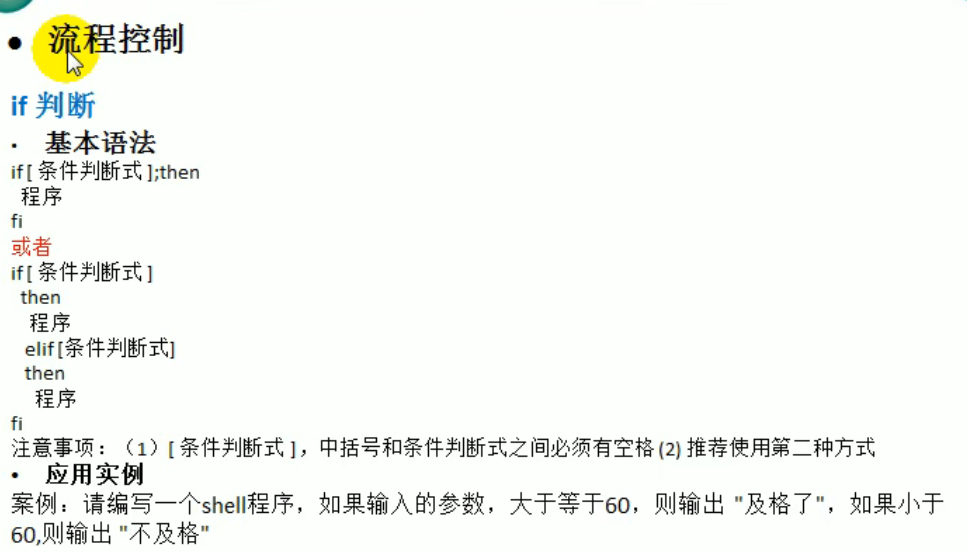 • 流程控制
if 判断
• 基本语法
if [ 条件判断式 ];then
程序
fi
或者
if [ 条件判断式 ]
then
程序
elif [条件判断式]
then
程序
fi
注意事项：（1）[ 条件判断式 ]，中括号和条件判断式之间必须有空格 (2) 推荐使用第二种方式
• 应用实例
案例：请编写一个shell程序，如果输入的参数，大于等于60，则输出 "及格了"，如果小于
60,则输出 "不及格"